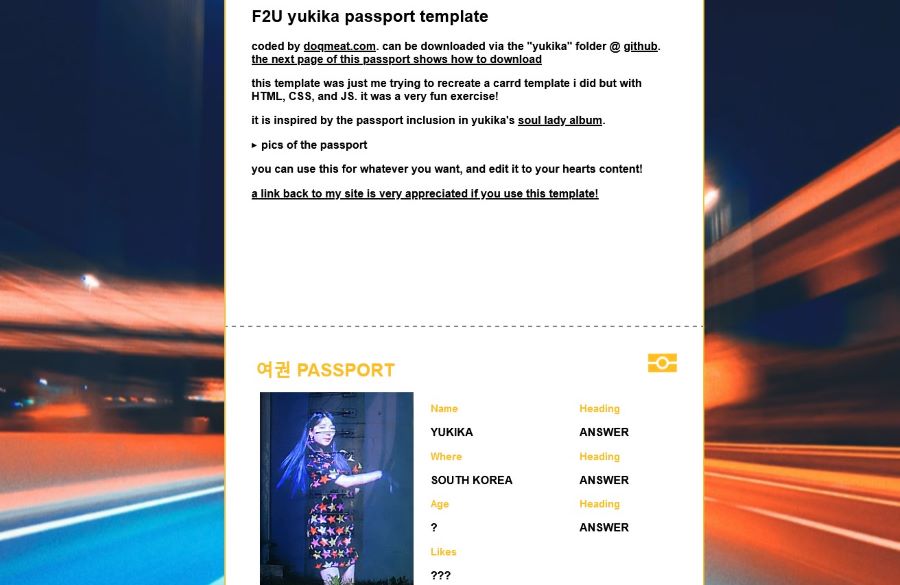 F2U yukika passport template
coded by doqmeat.com. can be downloaded via the "yukika" folder @ github.
the next page of this passport shows how to download
this template was just me trying to recreate a carrd template i did but with
HTML, CSS, and JS. it was a very fun exercise!
it is inspired by the passport inclusion in yukika's soul lady album.
▸ pics of the passport
you can use this for whatever you want, and edit it to your hearts content!
a link back to my site is very appreciated if you use this template!
여권 PASSPORT
Name
YUKIKA
Where
SOUTH KOREA
Age
?
Likes
???
Heading
ANSWER
Heading
ANSWER
Heading
ANSWER